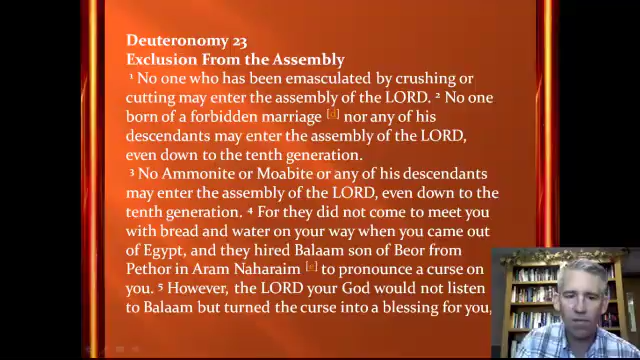 Deuteronomy 23
Exclusion From the Assembly
1 No one who has been emasculated by crushing or
cutting may enter the assembly of the LORD. 2 No one
born of a forbidden marriage [d] nor any of his
descendants may enter the assembly of the LORD,
even down to the tenth generation.
3 No Ammonite or Moabite or any of his descendants
may enter the assembly of the LORD, even down to the
tenth generation. 4 For they did not come to meet you
with bread and water on your way when you came out
of Egypt, and they hired Balaam son of Beor from
Pethor in Aram Naharaim [e] to pronounce a curse on
you. 5 However, the LORD your God would not listen
to Balaam but turned the curse into a blessing for you,